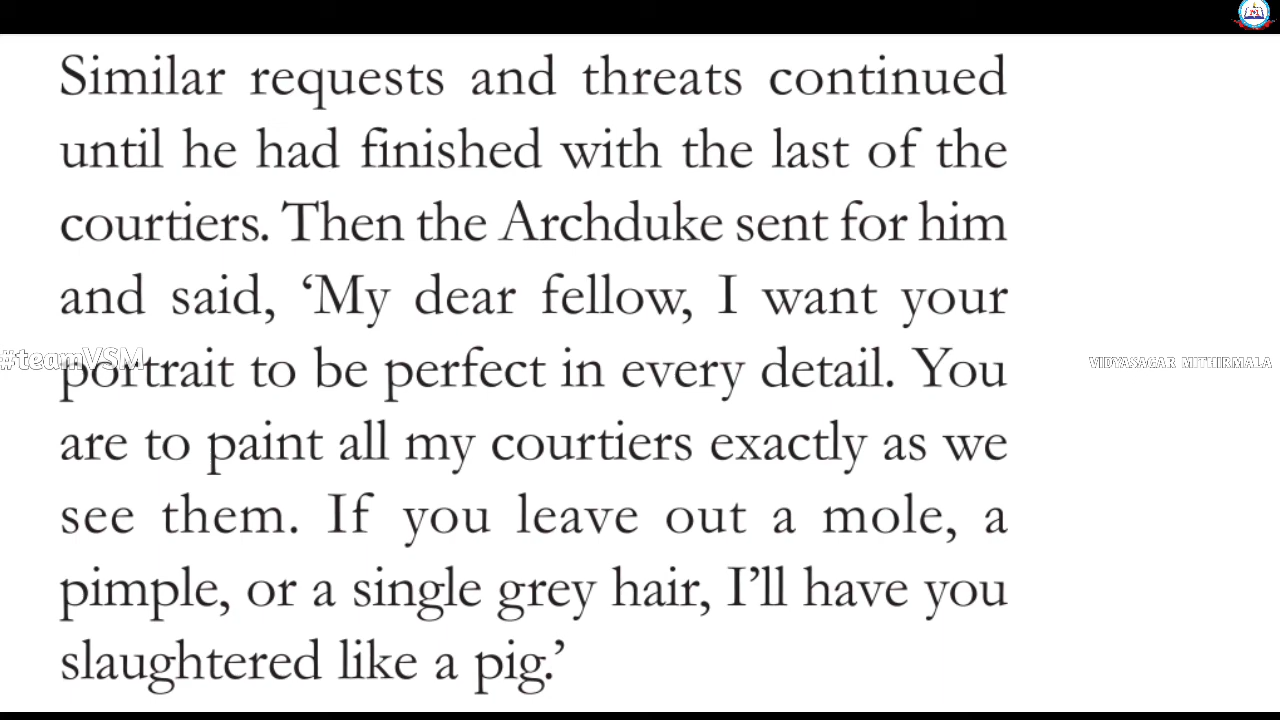 Similar requests and threats continued
until he had finished with the last of the
courtiers. Then the Archduke sent for him
and said, ‘My dear fellow, I want your
#teamVSM
portrait to be perfect in every detail. You
VIDYASAGAR MITHIRMALA
are to paint all my courtiers exactly as we
see them. If you leave out a mole, a
pimple, or a single grey hair, I’ll have you
slaughtered like a pig.’